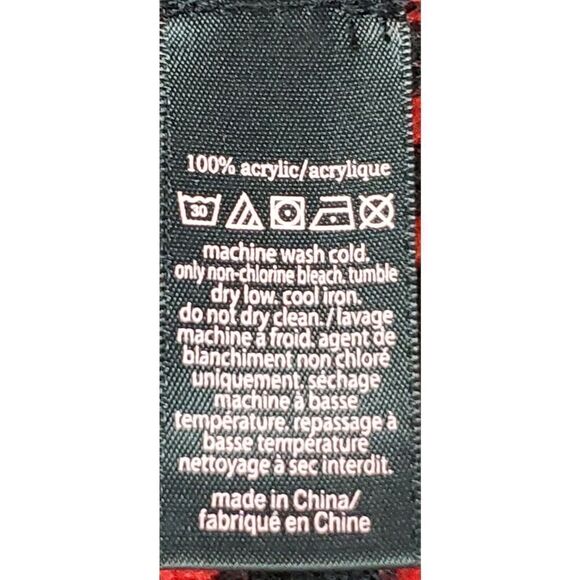 100% acrylic/acrylique
30
machine wash cold.
only non-chlorine bleach. tumble
dry low. cool iron.
do not dry clean./lavage
machine à froid, agent de
blanchiment non chloré
uniquement, séchage
machine à basse
température, repassage à
basse température
nettoyage à sec interdit.
made in China/
fabriqué en Chine